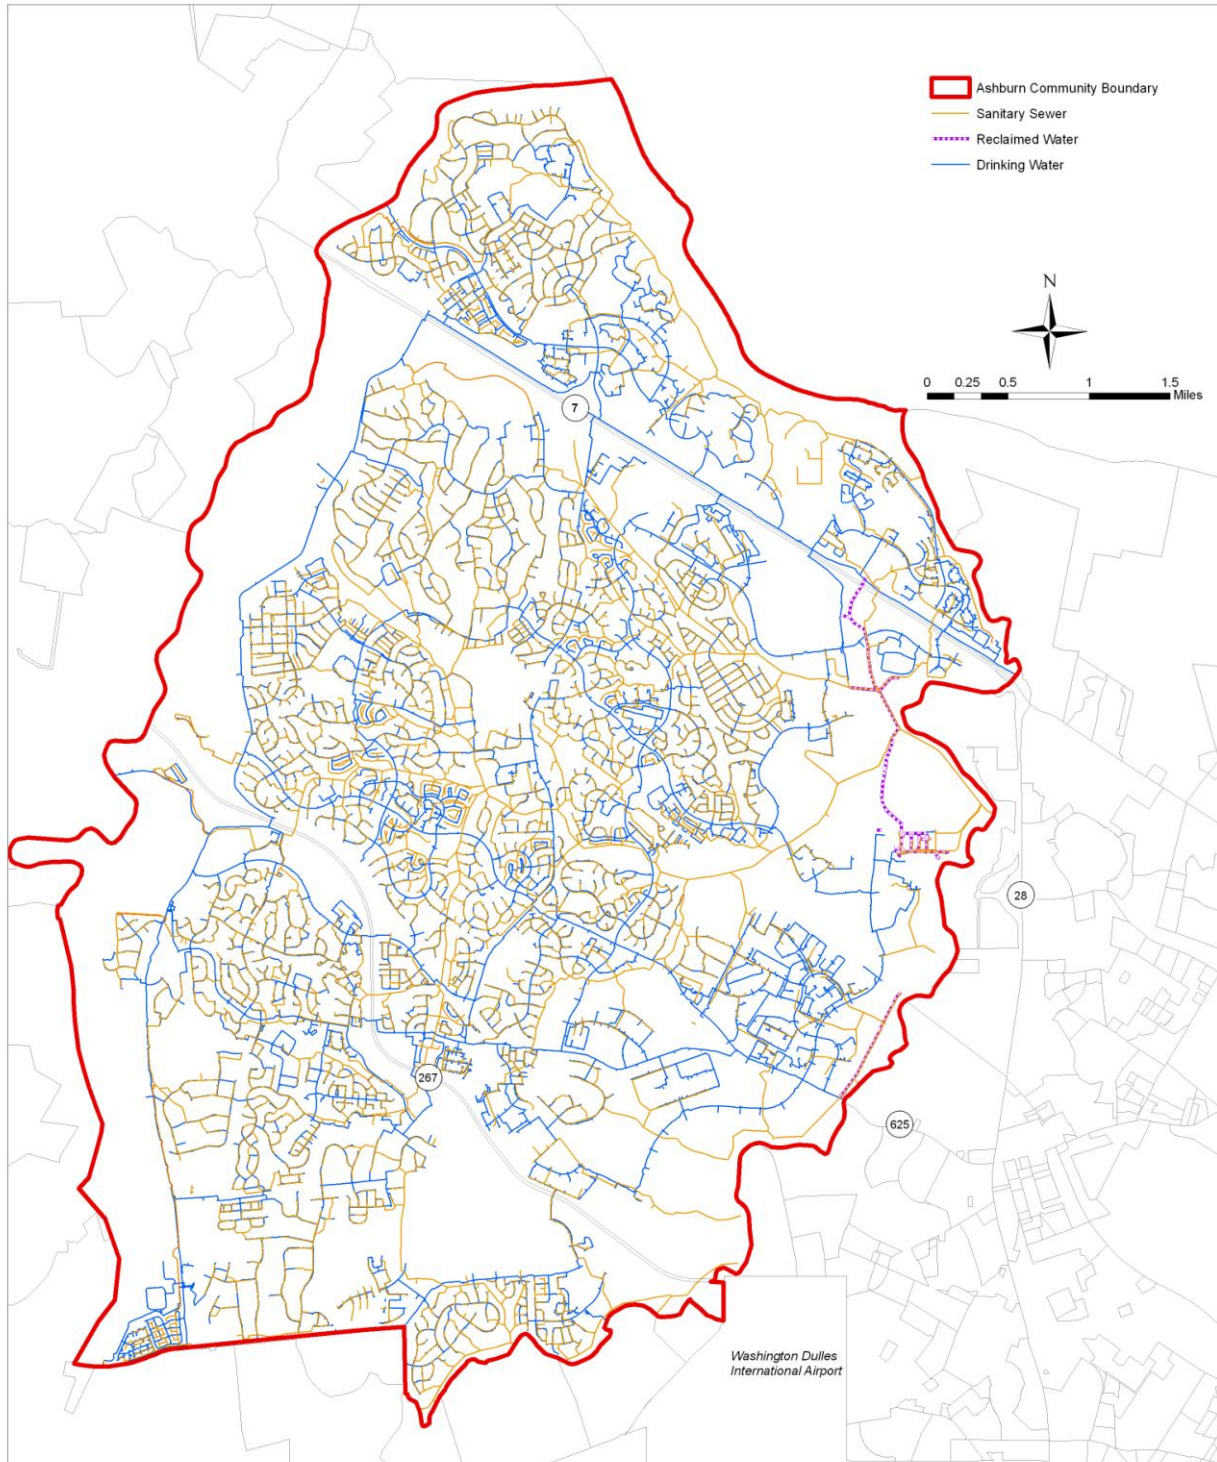 Ashburn Community Boundary
Sanitary Sewer
Reclaimed Water
Drinking Water
N
0 0.25 0.5 1 1.5
Miles
7
28
267
625
Washington Dulles
International Airport